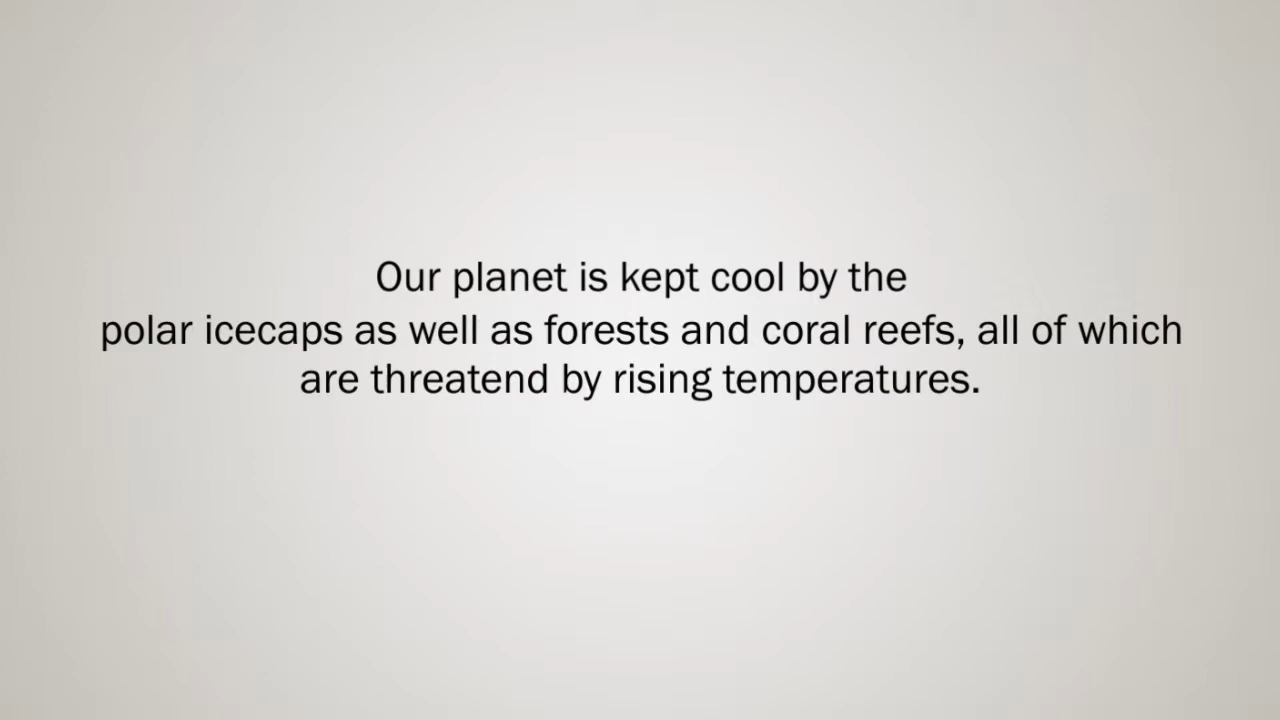 Our planet is kept cool by the
polar icecaps as well as forests and coral reefs, all of which
are threatend by rising temperatures.